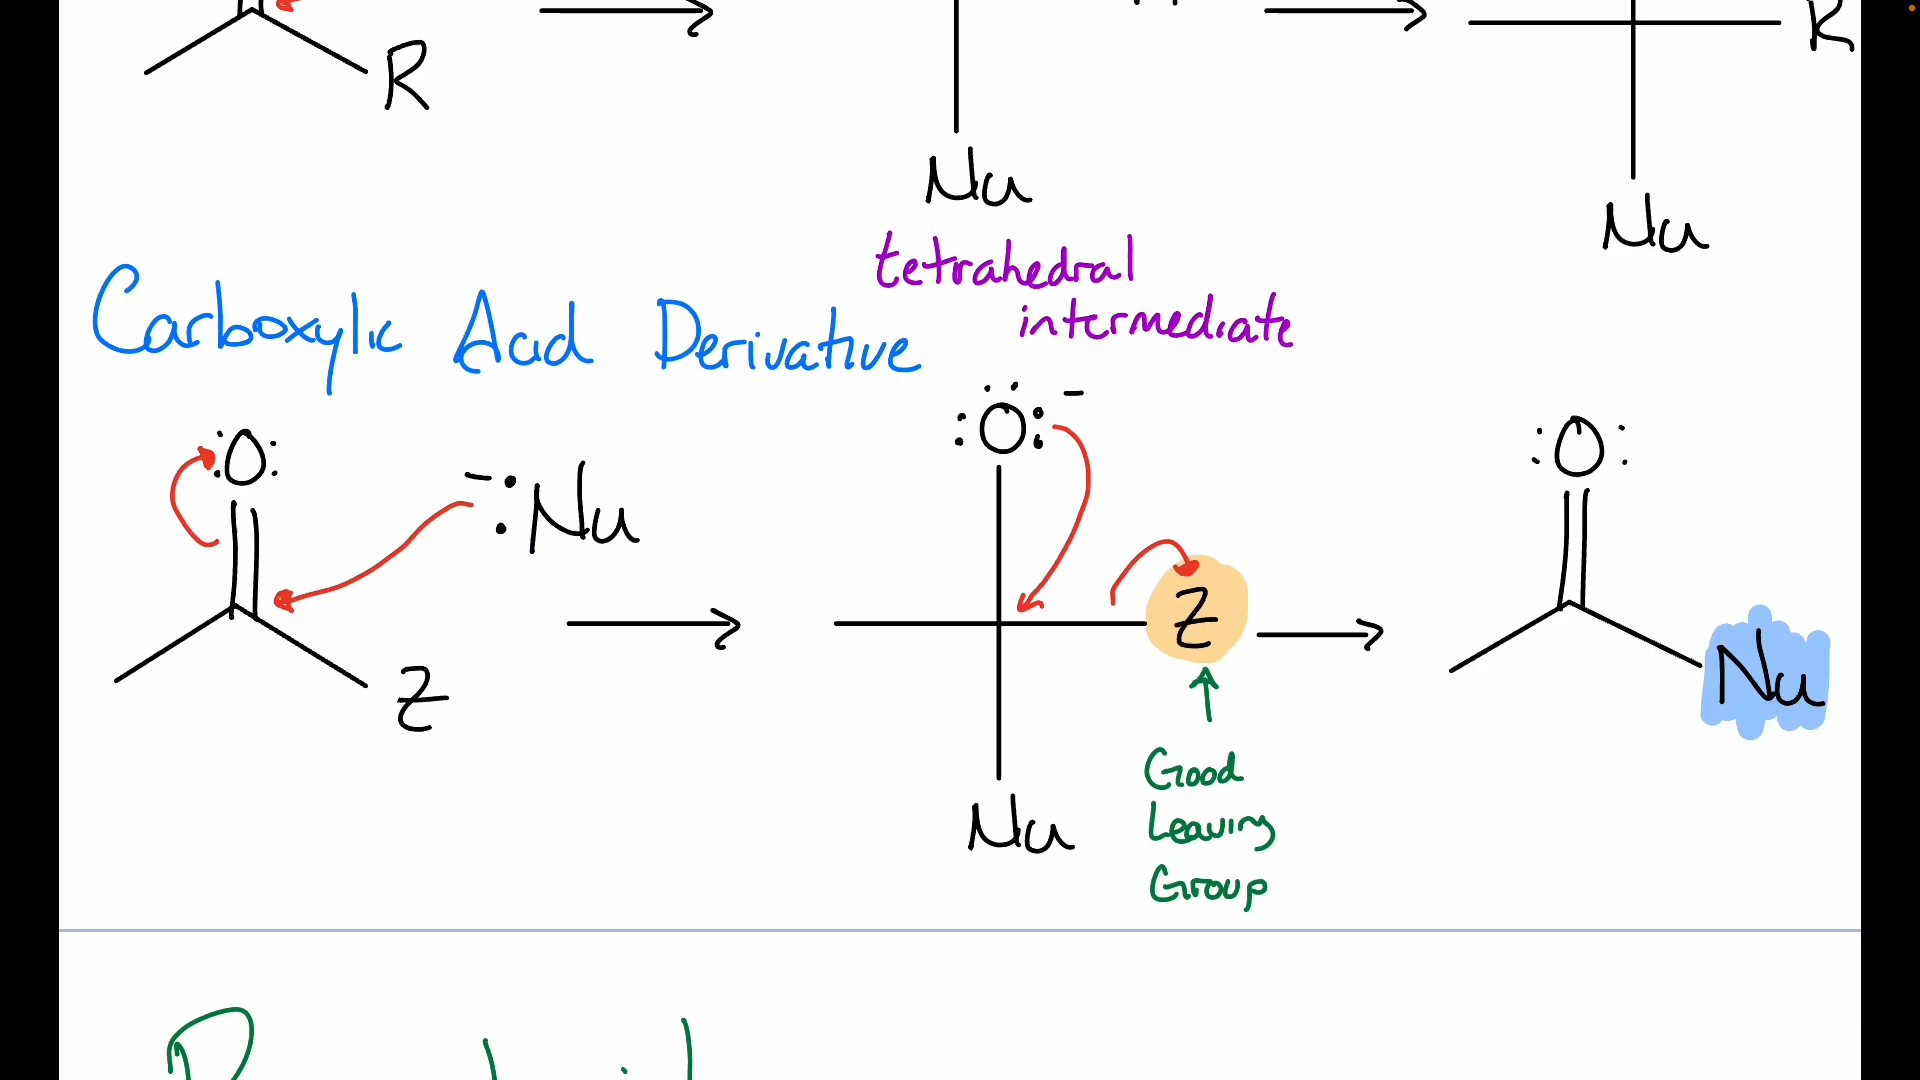 R
R
Nu
Nu
tetrahedral
intermediate
Carboxylic Acid Derivative
:O:
-:Nu
Z
:Ö:-
Z
Nu
Good
Leaving
Group
:O:
Nu